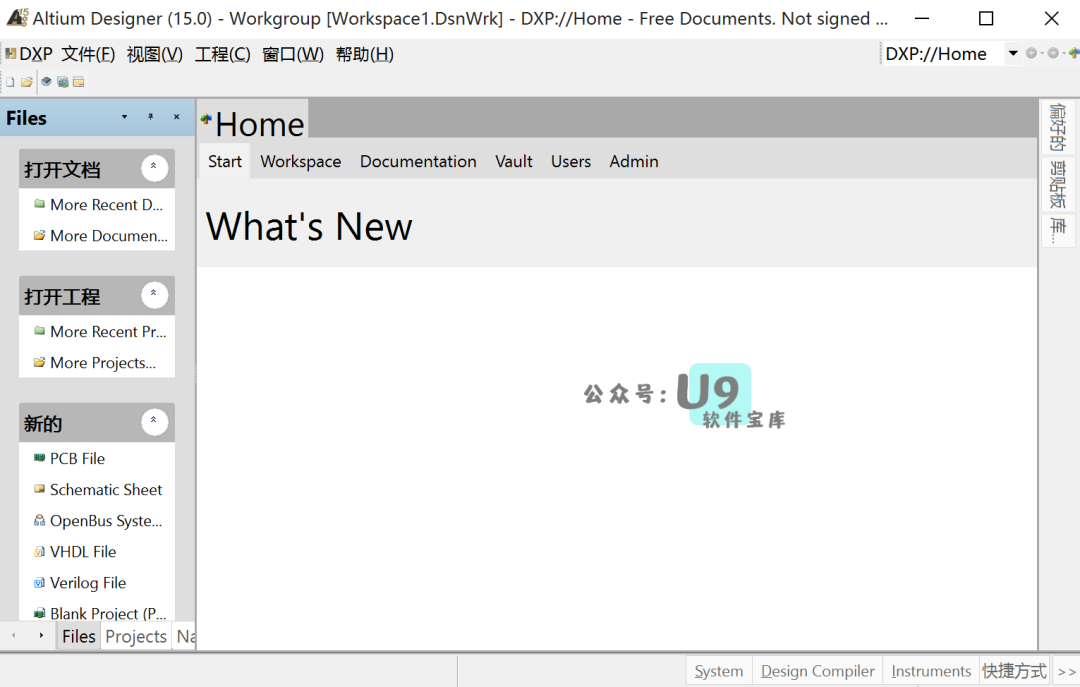 Altium Designer (15.0) - Workgroup [Workspace1.DsnWrk] - DXP://Home - Free Documents. Not signed ...
DXP 文件(F) 视图(V) 工程(C) 窗口(W) 帮助(H)
DXP://Home
Files
Home
Start Workspace Documentation Vault Users Admin
What's New
打开文档
More Recent D...
More Documen...
打开工程
More Recent Pr...
More Projects...
新的
PCB File
Schematic Sheet
OpenBus Syste...
VHDL File
Verilog File
Blank Project (P...
Files Projects Na
公众号:U9
软件宝库
偏好的
剪贴板
库...
System Design Compiler Instruments 快捷方式 >>